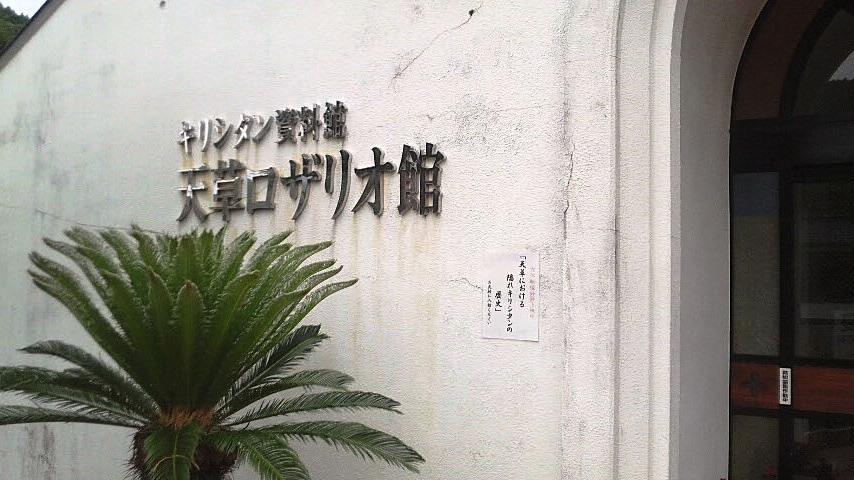 キリシタン資料館
天草ロザリオ館
「天草における
隠れキリシタンの
歴史」